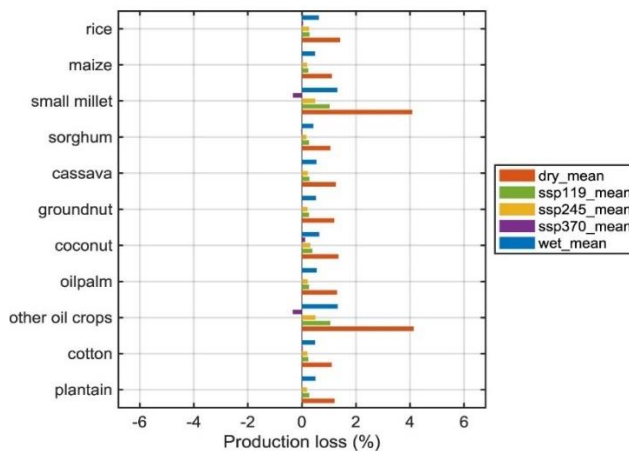 rice
maize
small millet
sorghum
cassava
groundnut
coconut
oilpalm
other oil crops
cotton
plantain
-6 -4 -2 0 2 4 6
Production loss (%)
dry_mean
ssp119_mean
ssp245_mean
ssp370_mean
wet_mean